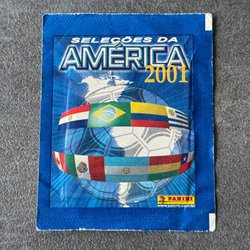 SELEÇÕES DA
AMÉRICA
2001
PANINI